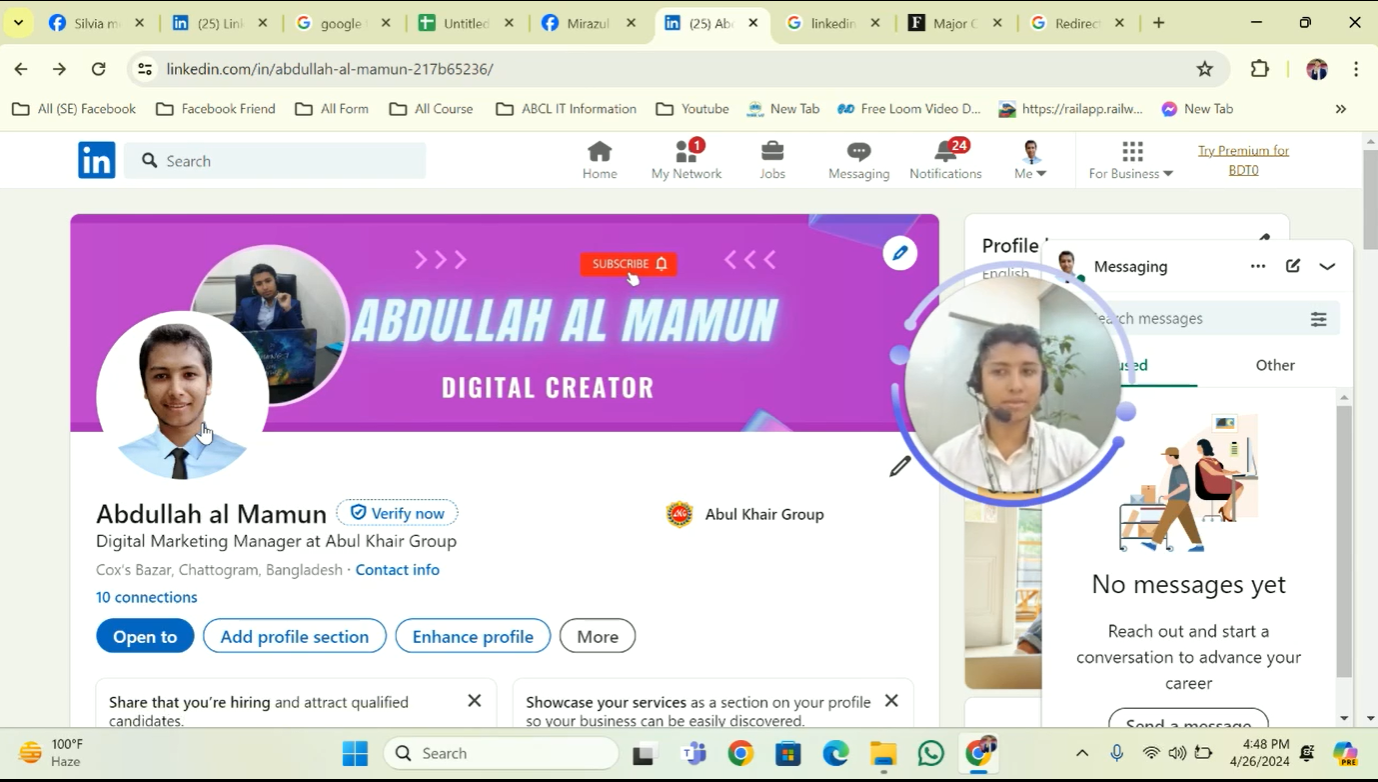 Silvia m
(25) Lin
google
Untitled
Mirazul
(25) Ab
linkedin
Major C
Redirect
linkedin.com/in/abdullah-al-mamun-217b65236/
All (SE) Facebook
Facebook Friend
All Form
All Course
ABCL IT Information
Youtube
New Tab
Free Loom Video D...
https://railapp.railw...
New Tab
in
Search
Home
1
My Network
Jobs
Messaging
24
Notifications
Me
For Business
Try Premium for
BDT0
>>>
SUBSCRIBE
<<<
ABDULLAH AL MAMUN
DIGITAL CREATOR
Profile
English
Messaging
earch messages
used
Other
No messages yet
Reach out and start a
conversation to advance your
career
Send a message
Abdullah al Mamun
Verify now
Abul Khair Group
Digital Marketing Manager at Abul Khair Group
Cox's Bazar, Chattogram, Bangladesh · Contact info
10 connections
Open to
Add profile section
Enhance profile
More
Share that you're hiring and attract qualified
candidates.
Showcase your services as a section on your profile
so your business can be easily discovered.
100°F
Haze
Search
4:48 PM
4/26/2024
PRE